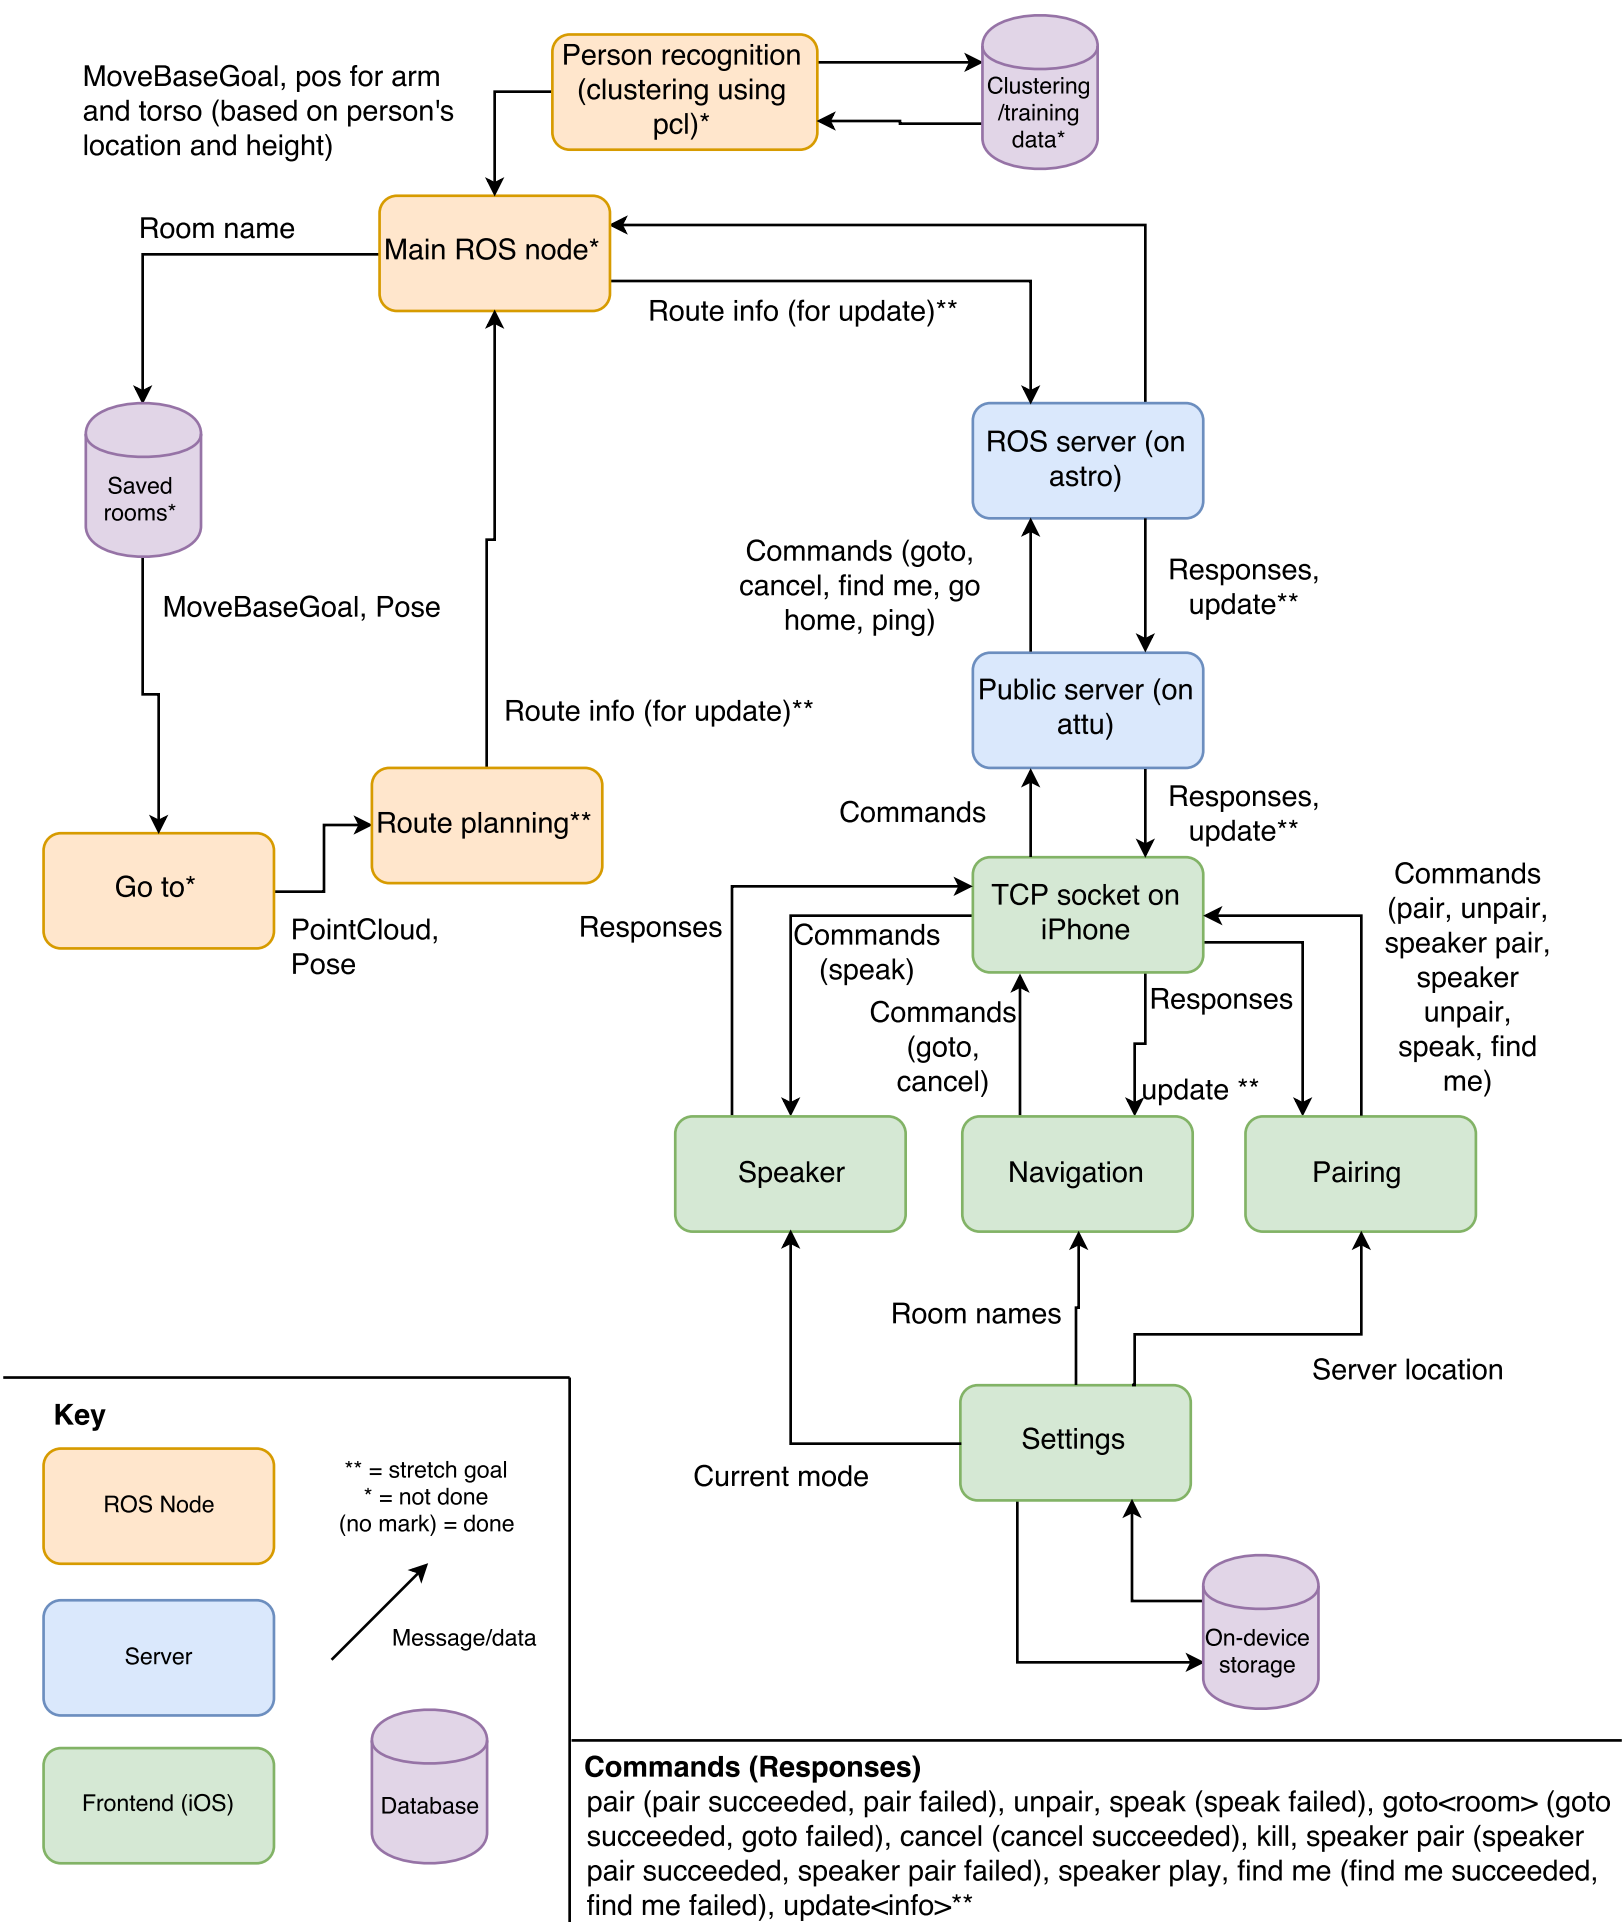 MoveBaseGoal, pos for arm
and torso (based on person's
location and height)
Person recognition
(clustering using
pcl)*
Clustering
/training
data*
Room name
Main ROS node*
Route info (for update)**
Saved
rooms*
ROS server (on
astro)
Commands (goto,
cancel, find me, go
home, ping)
Responses,
update**
MoveBaseGoal, Pose
Public server (on
attu)
Route info (for update)**
Route planning**
Commands
Responses,
update**
Go to*
PointCloud,
Pose
Responses
TCP socket on
iPhone
Commands
(speak)
Commands
(goto,
cancel)
Responses
update **
Commands
(pair, unpair,
speaker pair,
speaker
unpair,
speak, find
me)
Speaker
Navigation
Pairing
Room names
Server location
Settings
Current mode
On-device
storage
Key
ROS Node
** = stretch goal
* = not done
(no mark) = done
Server
Message/data
Frontend (iOS)
Database
Commands (Responses)
pair (pair succeeded, pair failed), unpair, speak (speak failed), goto<room> (goto
succeeded, goto failed), cancel (cancel succeeded), kill, speaker pair (speaker
pair succeeded, speaker pair failed), speaker play, find me (find me succeeded,
find me failed), update<info>**